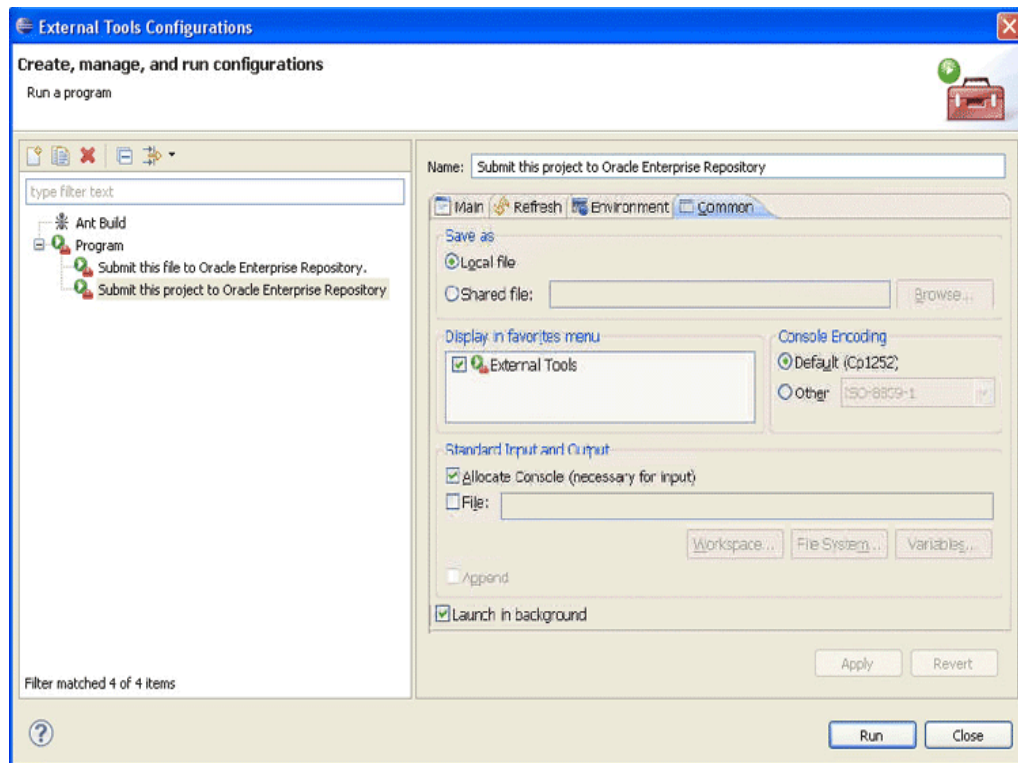 External Tools Configurations
Create, manage, and run configurations
Run a program
type filter text
Ant Build
Program
Submit this file to Oracle Enterprise Repository.
Submit this project to Oracle Enterprise Repository
Filter matched 4 of 4 items
Name: Submit this project to Oracle Enterprise Repository
Main Refresh Environment Common
Save as
Local file
Shared file: Browse...
Display in favorites menu
External Tools
Console Encoding
Default (Cp1252)
Other ISO-8859-1
Standard Input and Output
Allocate Console (necessary for input)
File:
Workspace... File System... Variables...
Append
Launch in background
Apply Revert
? Run Close